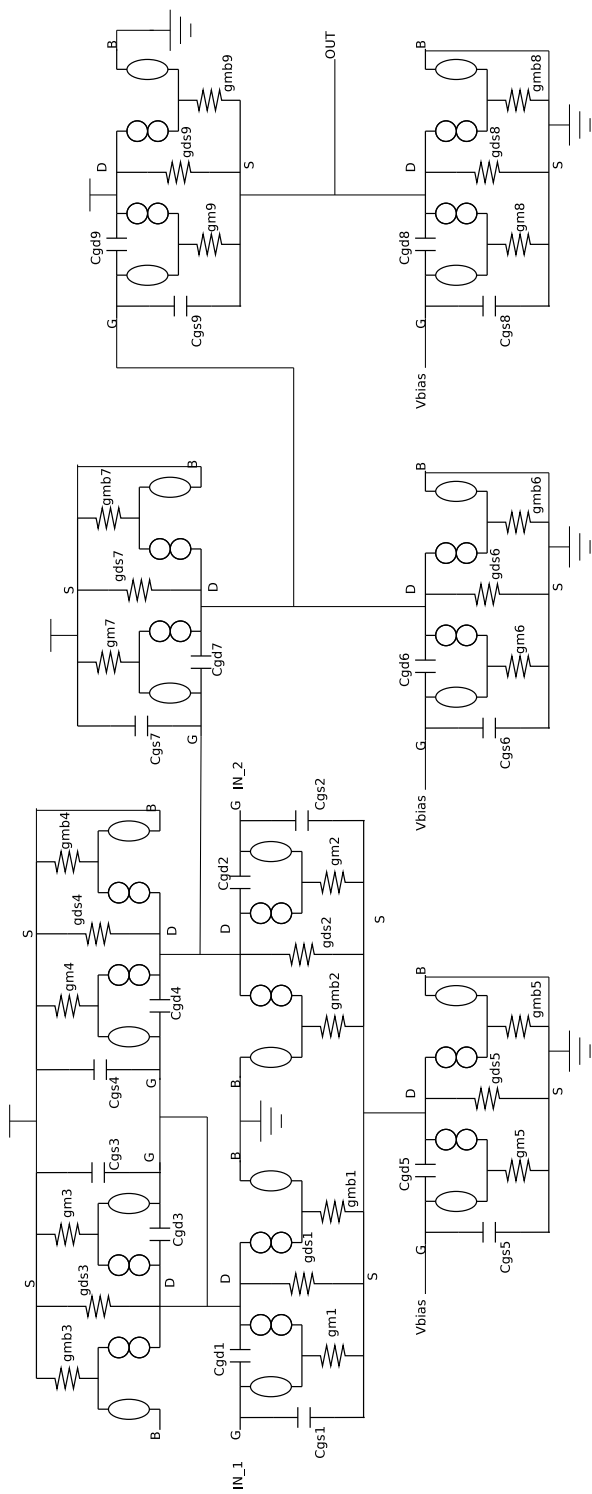 B
gmb9
D
gds9
S
Cgd9
gm9
G
Cgs9
OUT
B
gmb8
D
gds8
S
Cgd8
gm8
G
Cgs8
Vbias
B
gmb7
S
gds7
D
gm7
Cgd7
Cgs7
G
B
gmb6
D
gds6
S
Cgd6
gm6
G
Cgs6
Vbias
B
gmb4
S
gds4
D
gm4
Cgd4
Cgs4
G
IN_2
G
Cgs2
Cgd2
gm2
D
gds2
S
gmb2
B
Cgs3
G
gm3
Cgd3
S
gds3
D
gmb3
B
B
gmb1
D
gds1
S
Cgd1
gm1
G
Cgs1
IN_1
B
gmb5
D
gds5
S
Cgd5
gm5
G
Cgs5
Vbias